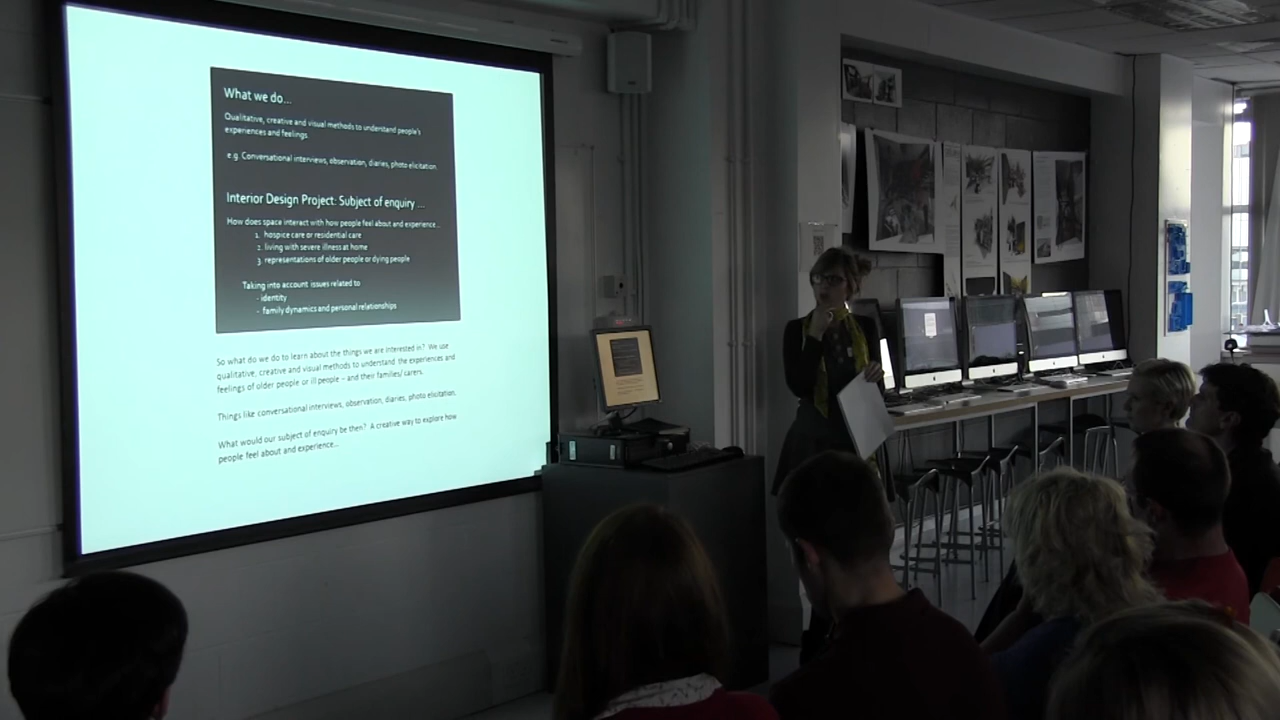 What we do...
Qualitative, creative and visual methods to understand people's
experiences and feelings.
e.g. Conversational interviews, observation, diaries, photo elicitation.
Interior Design Project: Subject of enquiry ...
How does space interact with how people feel about and experience...
1. hospice care or residential care
2. living with severe illness at home
3. representations of older people or dying people
Taking into account issues related to
- identity
- family dynamics and personal relationships
So what do we do to learn about the things we are interested in? We use
qualitative, creative and visual methods to understand the experiences and
feelings of older people or ill people – and their families/ carers.
Things like conversational interviews, observation, diaries, photo elicitation.
What would our subject of enquiry be then? A creative way to explore how
people feel about and experience...